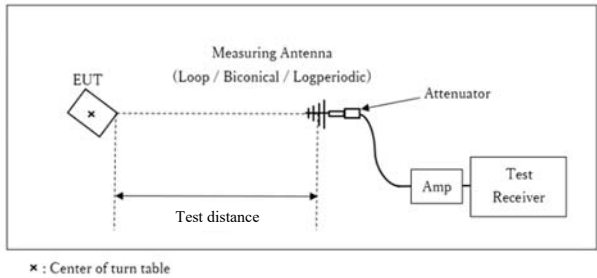 Measuring Antenna
(Loop / Biconical / Logperiodic)
EUT
Attenuator
Test distance
Amp
Test
Receiver
× : Center of turn table